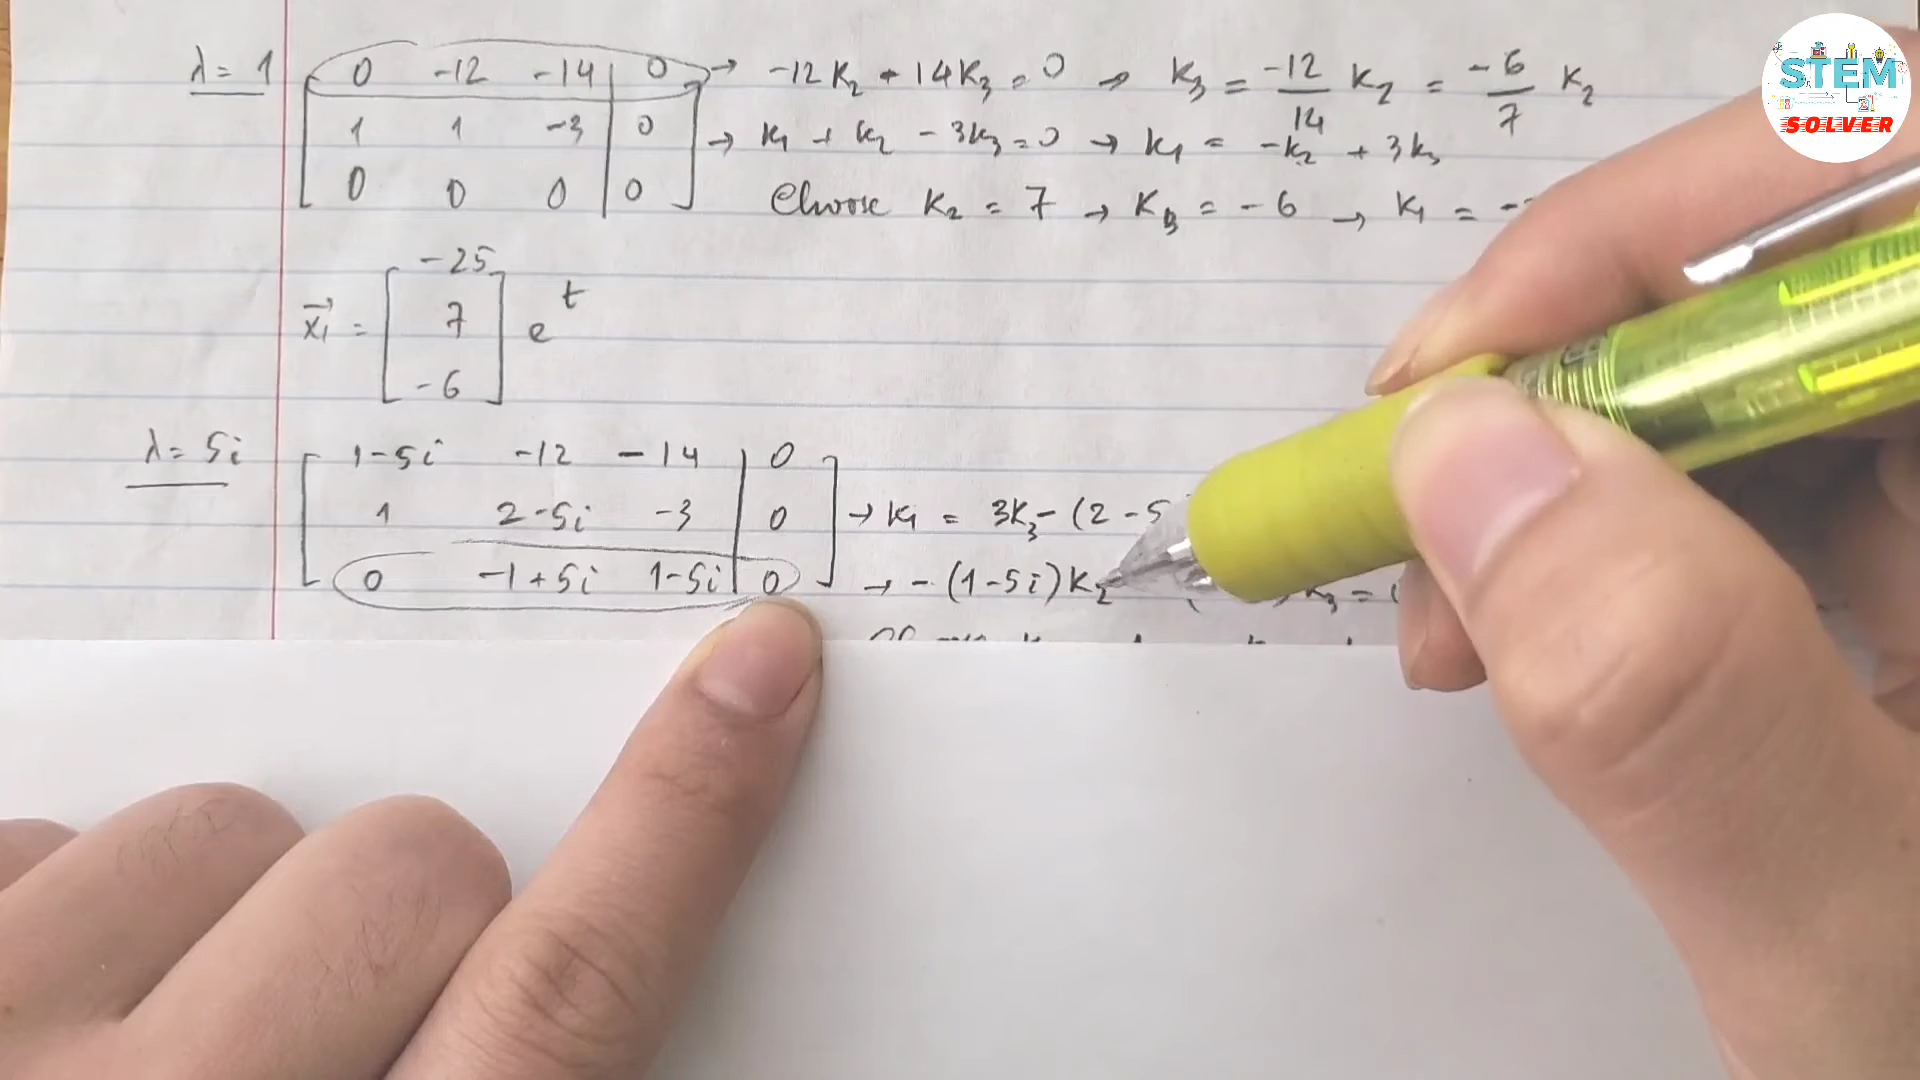 λ = 1
0 -12 -14 | 0 → -12K₂ - 14K₃ = 0 → K₃ = -12/14 K₂ = -6/7 K₂
1 1 -3 | 0 → K₁ + K₂ - 3K₃ = 0 → K₁ = -K₂ + 3K₃
0 0 0 | 0
Choose K₂ = 7 → K₃ = -6 → K₁ = -
x⃗₁ = [-25 7 -6] eᵗ
λ = 5i
1-5i -12 -14 | 0
1 2-5i -3 | 0 → K₁ = 3K₃ - (2-5
0 -1+5i 1-5i | 0 → -(1-5i)K₂ K₃ =
STEM
SOLVER